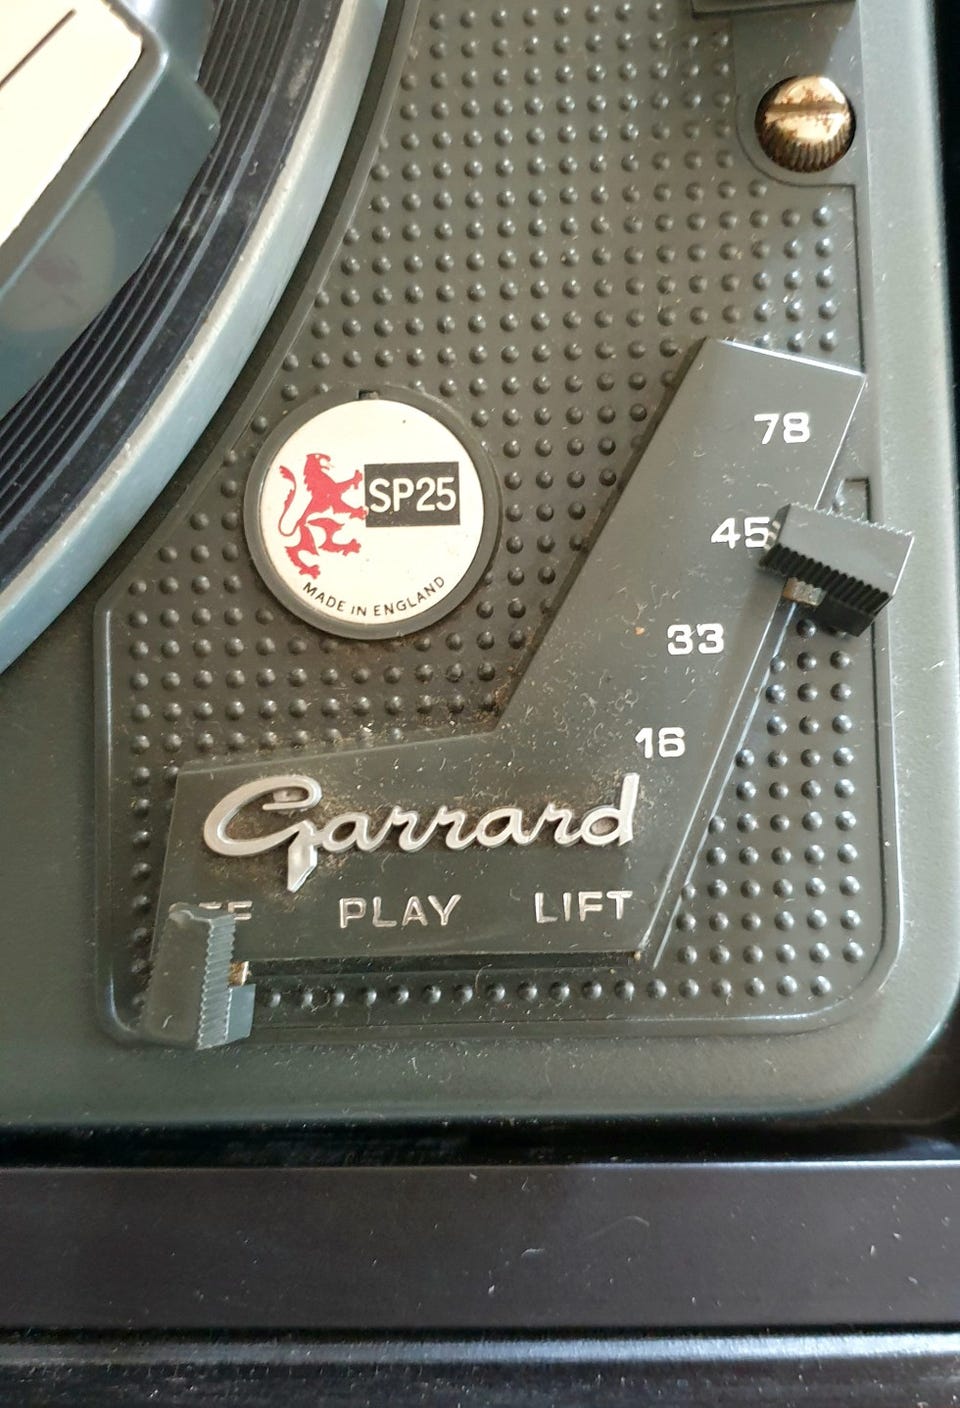 78
SP25
45
MADE IN ENGLAND
33
16
Garrard
PLAY LIFT